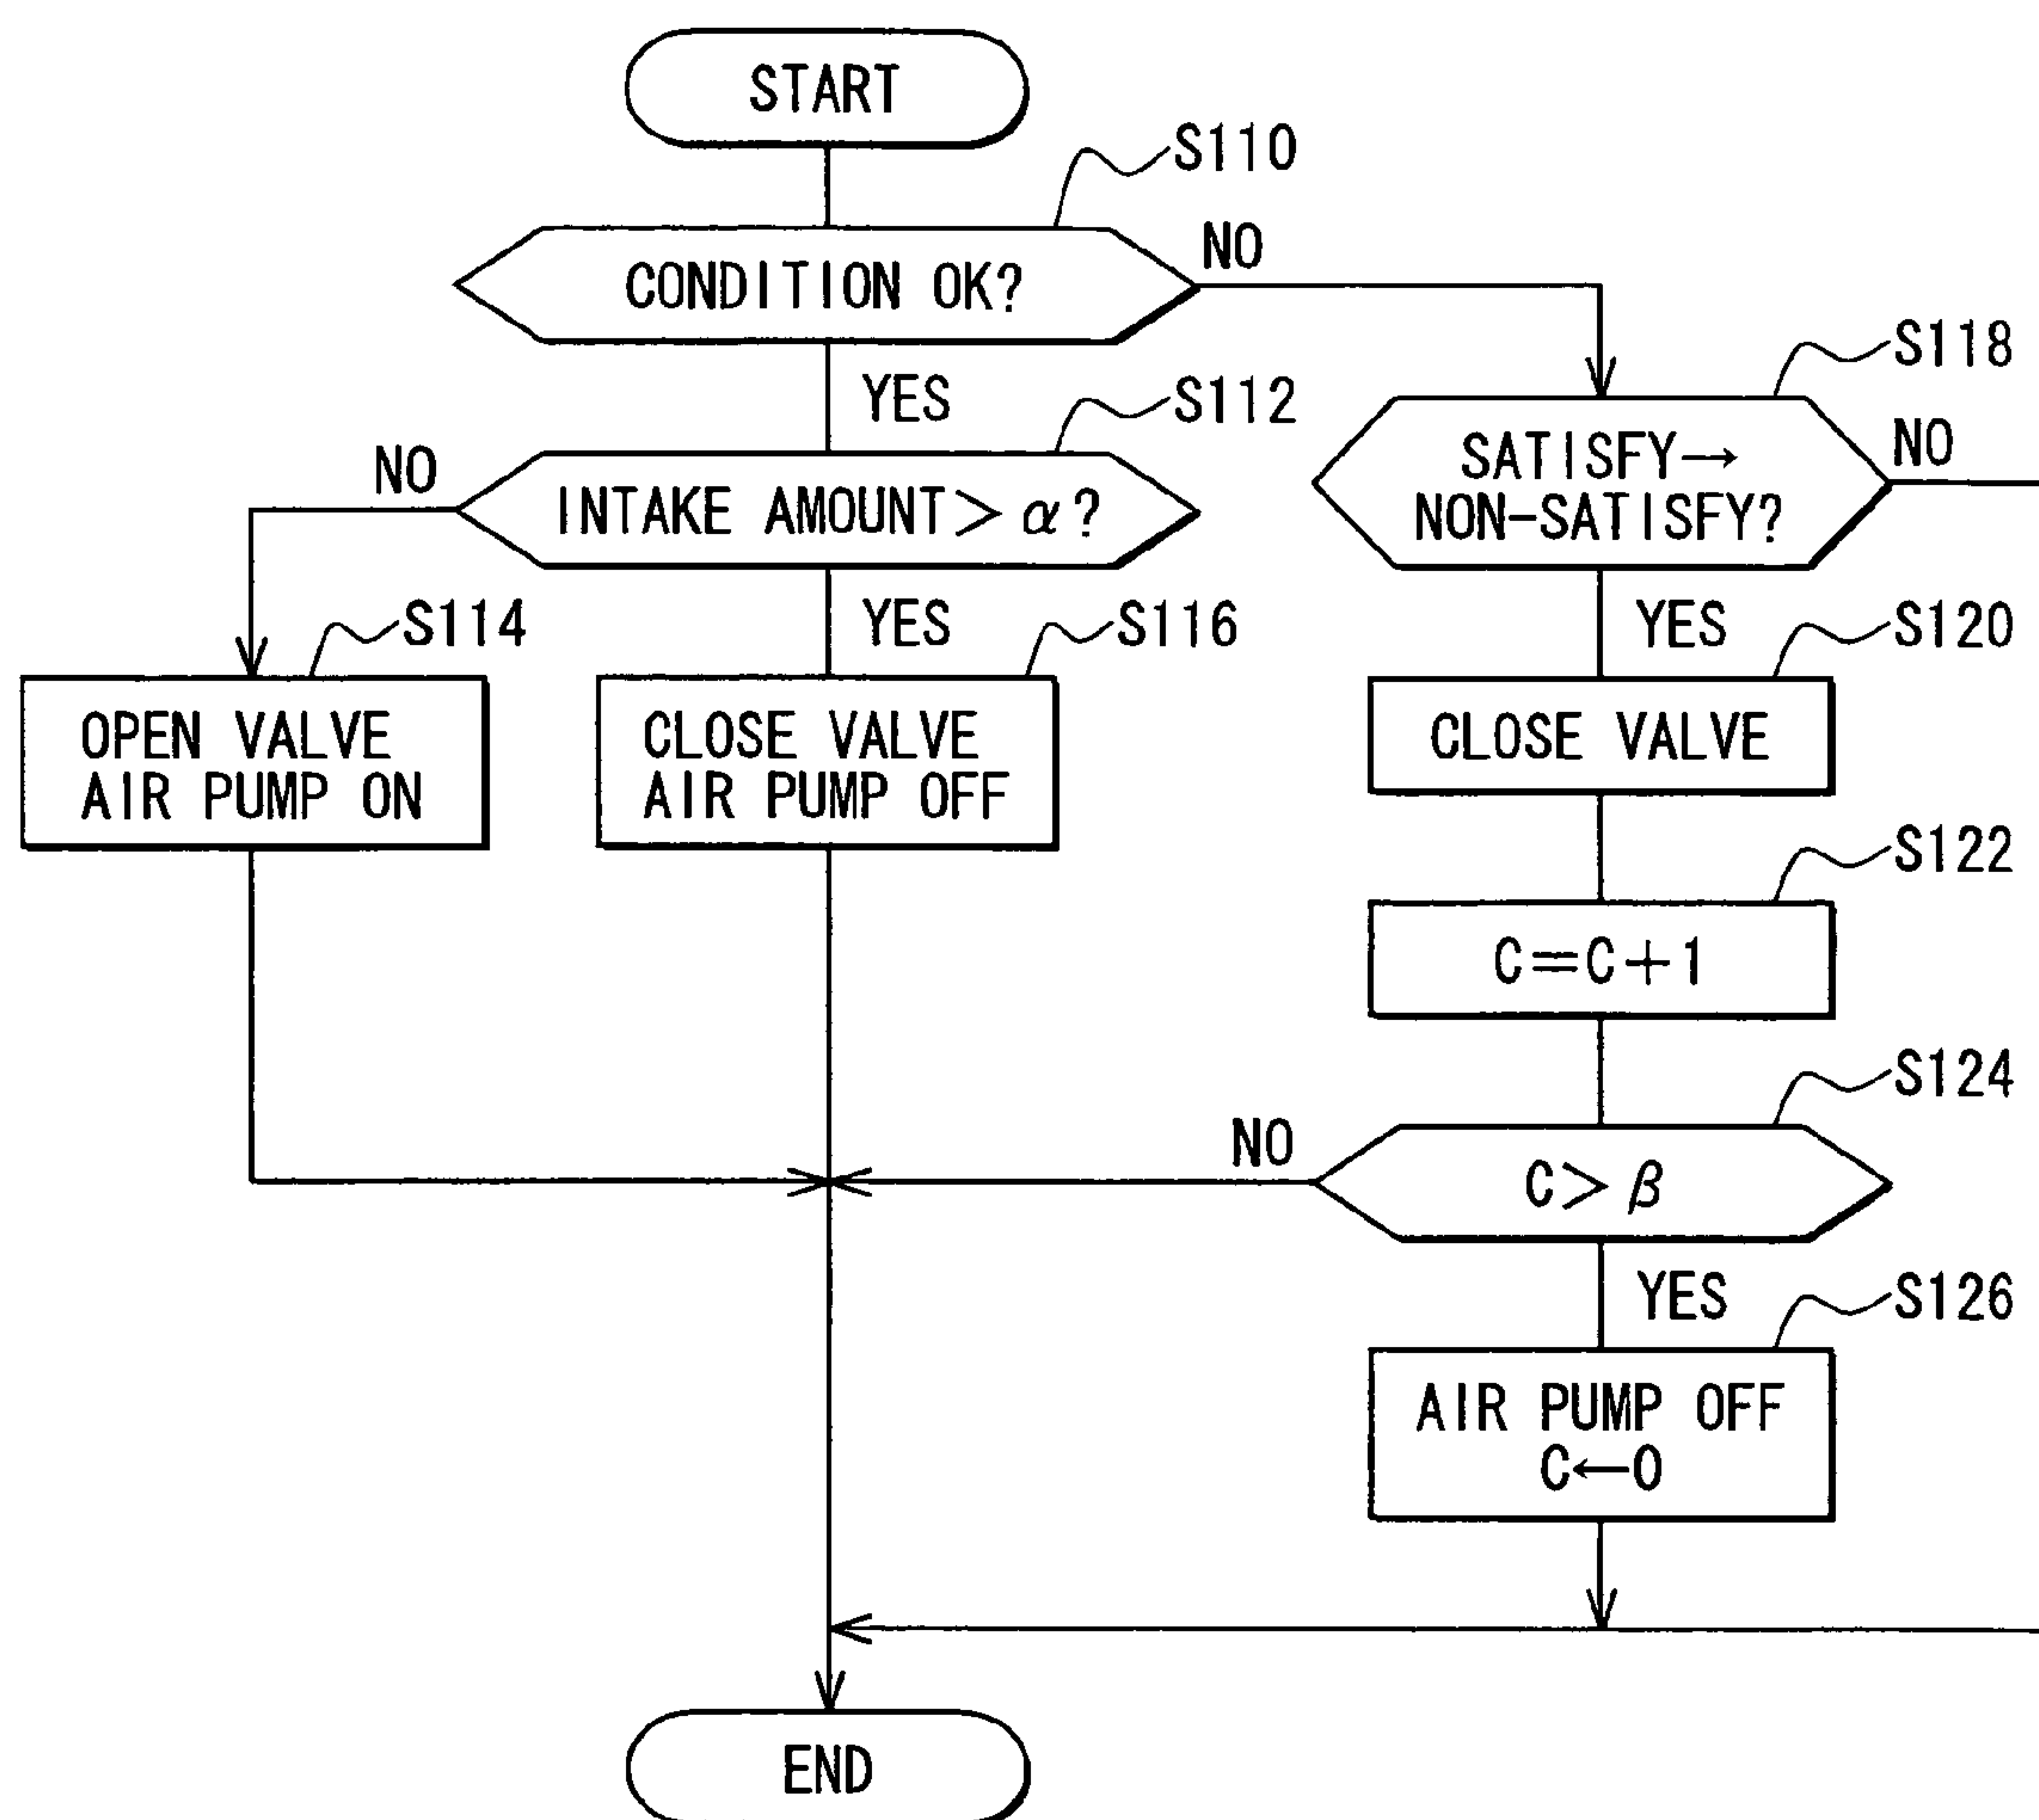 START
S110
CONDITION OK?
NO
YES
S112
INTAKE AMOUNT> α?
NO
YES
S118
SATISFY→
NON-SATISFY?
NO
YES
S114
OPEN VALVE
AIR PUMP ON
S116
CLOSE VALVE
AIR PUMP OFF
S120
CLOSE VALVE
S122
C=C+1
S124
C> β
NO
YES
S126
AIR PUMP OFF
C←0
END